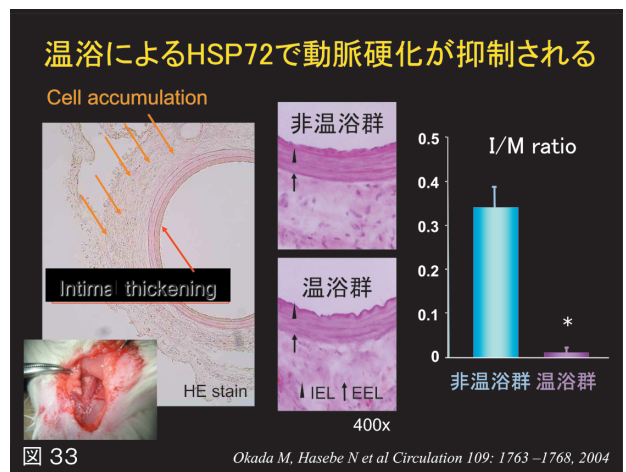 温浴によるHSP72で動脈硬化が抑制される
Cell accumulation
Intimal thickening
HE stain
非温浴群
温浴群
IEL EEL
400x
I/M ratio
0.5
0.4
0.3
0.2
0.1
0
*
非温浴群 温浴群
図 33
Okada M, Hasebe N et al Circulation 109: 1763 –1768, 2004